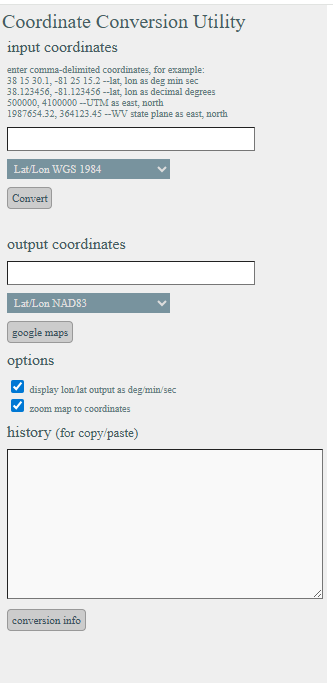 Coordinate Conversion Utility
input coordinates
enter comma-delimited coordinates, for example:
38 15 30.1, -81 25 15.2 --lat, lon as deg min sec
38.123456, -81.123456 --lat, lon as decimal degrees
500000, 4100000 --UTM as east, north
1987654.32, 364123.45 --WV state plane as east, north
Lat/Lon WGS 1984
Convert
output coordinates
Lat/Lon NAD83
google maps
options
display lon/lat output as deg/min/sec
zoom map to coordinates
history (for copy/paste)
conversion info